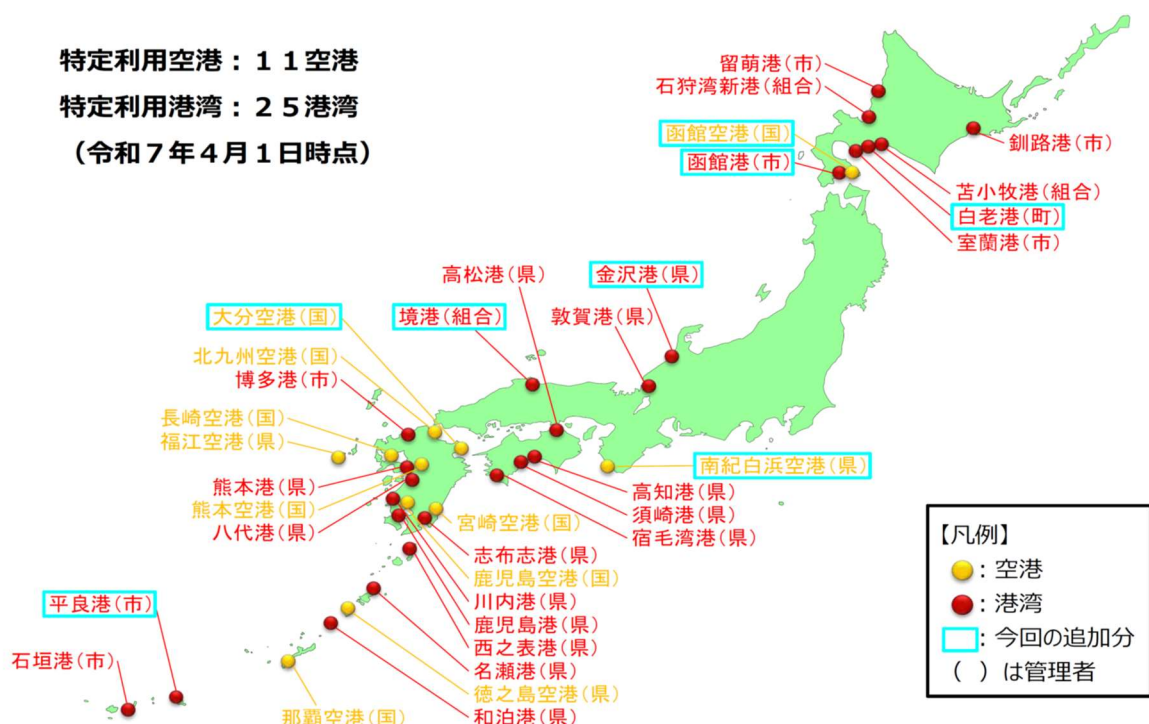 特定利用空港：１１空港
特定利用港湾：２５港湾
（令和７年４月１日時点）
留萌港（市）
石狩湾新港（組合）
函館空港（国）
函館港（市）
釧路港（市）
苫小牧港（組合）
白老港（町）
室蘭港（市）
高松港（県）
金沢港（県）
大分空港（国）
境港（組合）
敦賀港（県）
北九州空港（国）
博多港（市）
長崎空港（国）
福江空港（県）
南紀白浜空港（県）
熊本港（県）
熊本空港（国）
八代港（県）
宮崎空港（国）
高知港（県）
須崎港（県）
宿毛湾港（県）
志布志港（県）
鹿児島空港（国）
川内港（県）
鹿児島港（県）
西之表港（県）
名瀬港（県）
徳之島空港（県）
和泊港（県）
平良港（市）
石垣港（市）
那覇空港（国）
【凡例】
：空港
：港湾
：今回の追加分
（　）は管理者